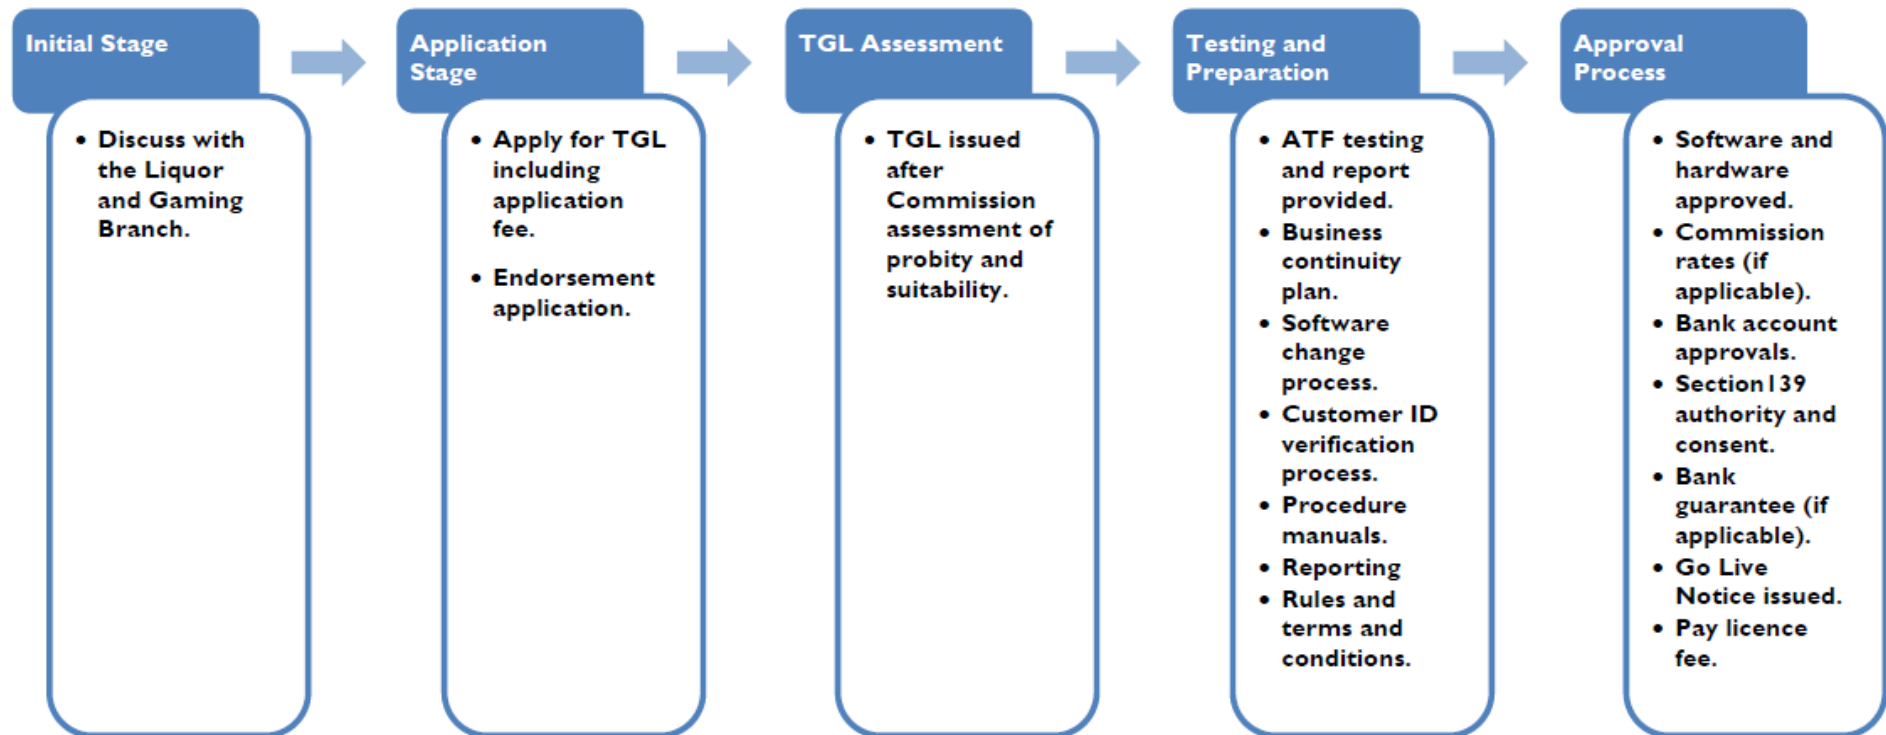 Initial Stage
• Discuss with
the Liquor
and Gaming
Branch.
Application
Stage
• Apply for TGL
including
application
fee.
• Endorsement
application.
TGL Assessment
• TGL issued
after
Commission
assessment of
probity and
suitability.
Testing and
Preparation
• ATF testing
and report
provided.
• Business
continuity
plan.
• Software
change
process.
• Customer ID
verification
process.
• Procedure
manuals.
• Reporting
• Rules and
terms and
conditions.
Approval
Process
• Software and
hardware
approved.
• Commission
rates (if
applicable).
• Bank account
approvals.
• Section139
authority and
consent.
• Bank
guarantee (if
applicable).
• Go Live
Notice issued.
• Pay licence
fee.